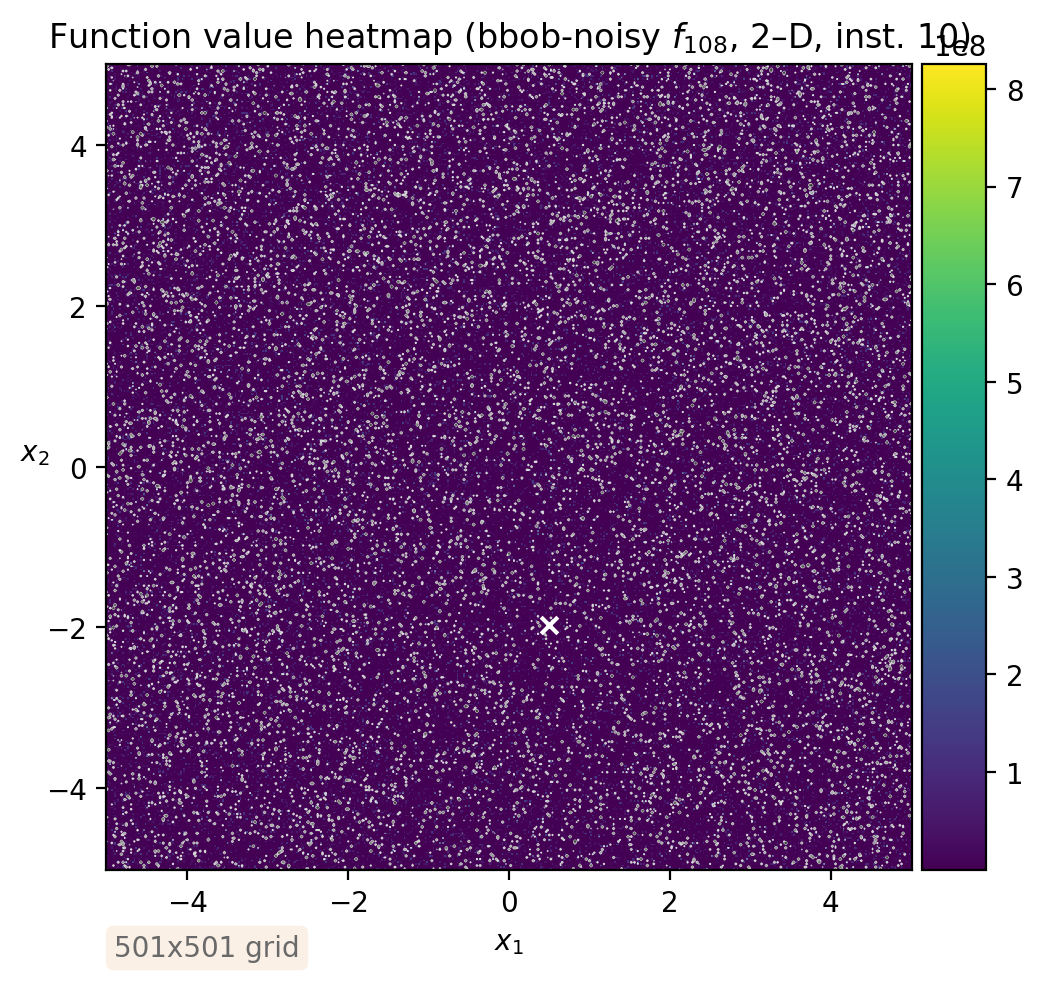 Function value heatmap (bbob-noisy f₁₀₈, 2–D, inst. 10)
1e8
8
7
6
5
4
3
2
1
4
2
0
−2
−4
x₂
−4 −2 0 2 4
x₁
501x501 grid